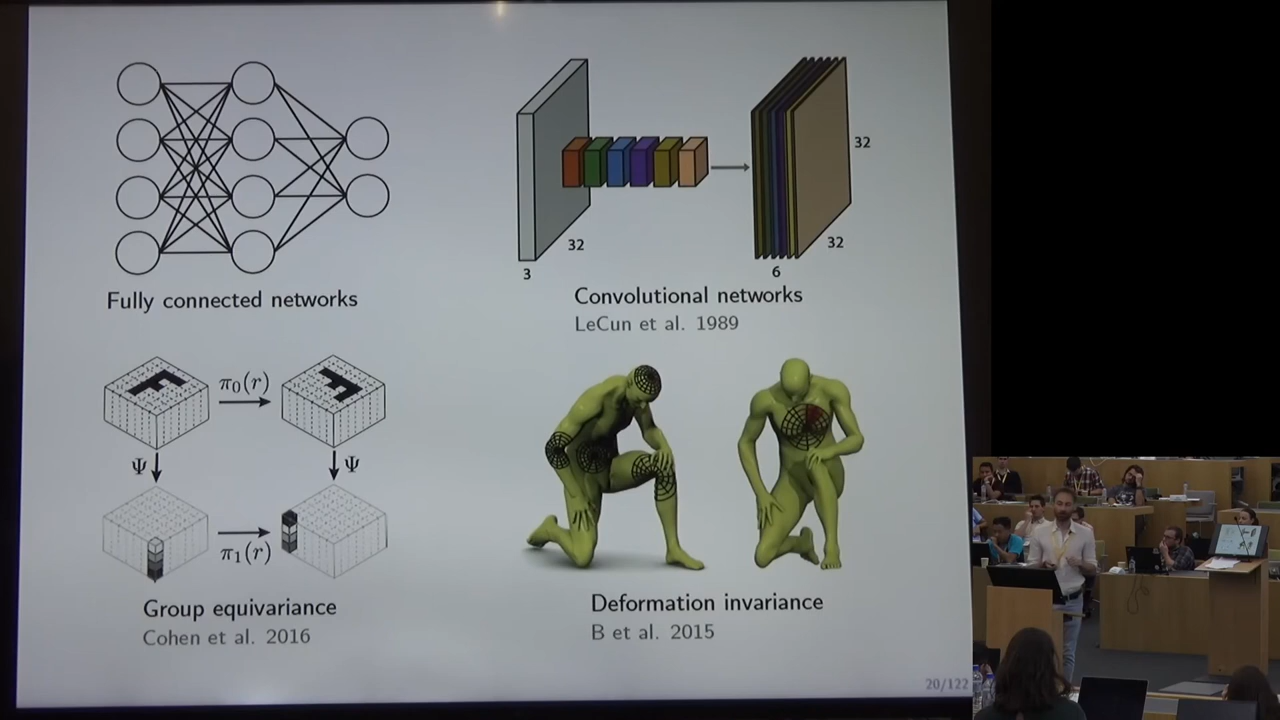 32
32
3
32
6
Fully connected networks
Convolutional networks
LeCun et al. 1989
π₀(r)
Ψ
Ψ
π₁(r)
Group equivariance
Cohen et al. 2016
Deformation invariance
B et al. 2015
20/122